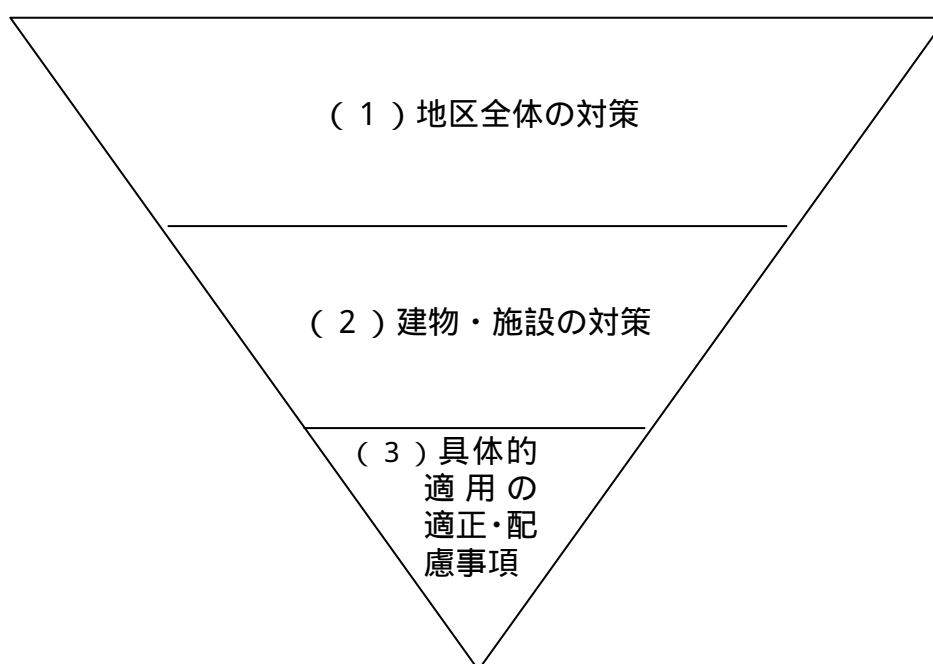 (1)地区全体の対策
(2)建物・施設の対策
(3)具体的
適用の
適正・配
慮事項